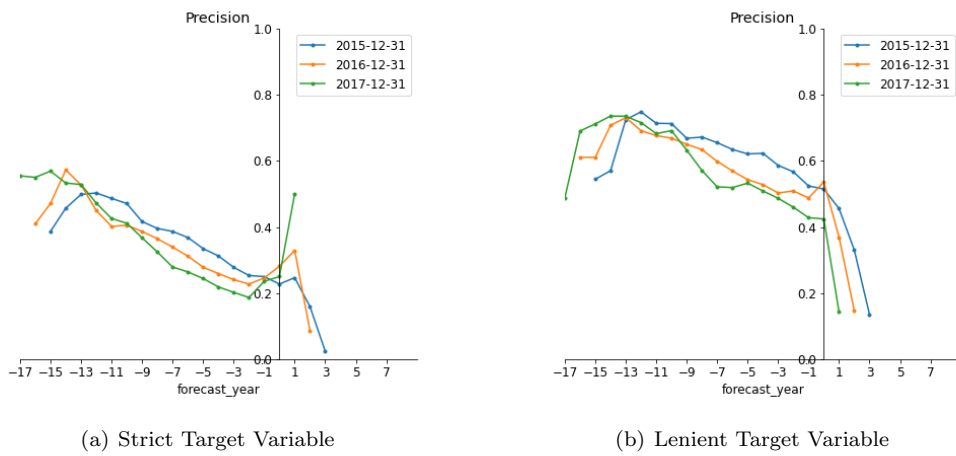 Precision
1.0
2015-12-31
2016-12-31
2017-12-31
0.8
0.6
0.4
0.2
0.0
−17 −15 −13 −11 −9 −7 −5 −3 −1 1 3 5 7
forecast_year
(a) Strict Target Variable
Precision
1.0
2015-12-31
2016-12-31
2017-12-31
0.8
0.6
0.4
0.2
0.0
−17 −15 −13 −11 −9 −7 −5 −3 −1 1 3 5 7
forecast_year
(b) Lenient Target Variable